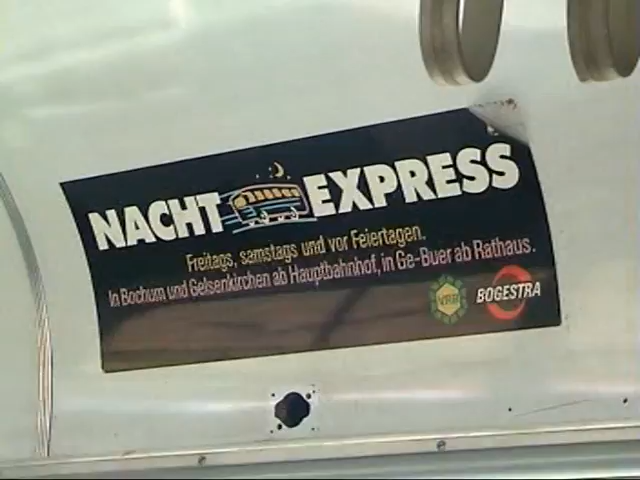 NACHT EXPRESS
Freitags, samstags und vor Feiertagen.
In Bochum und Gelsenkirchen ab Hauptbahnhof, in Ge-Buer ab Rathaus.
VRR BOGESTRA